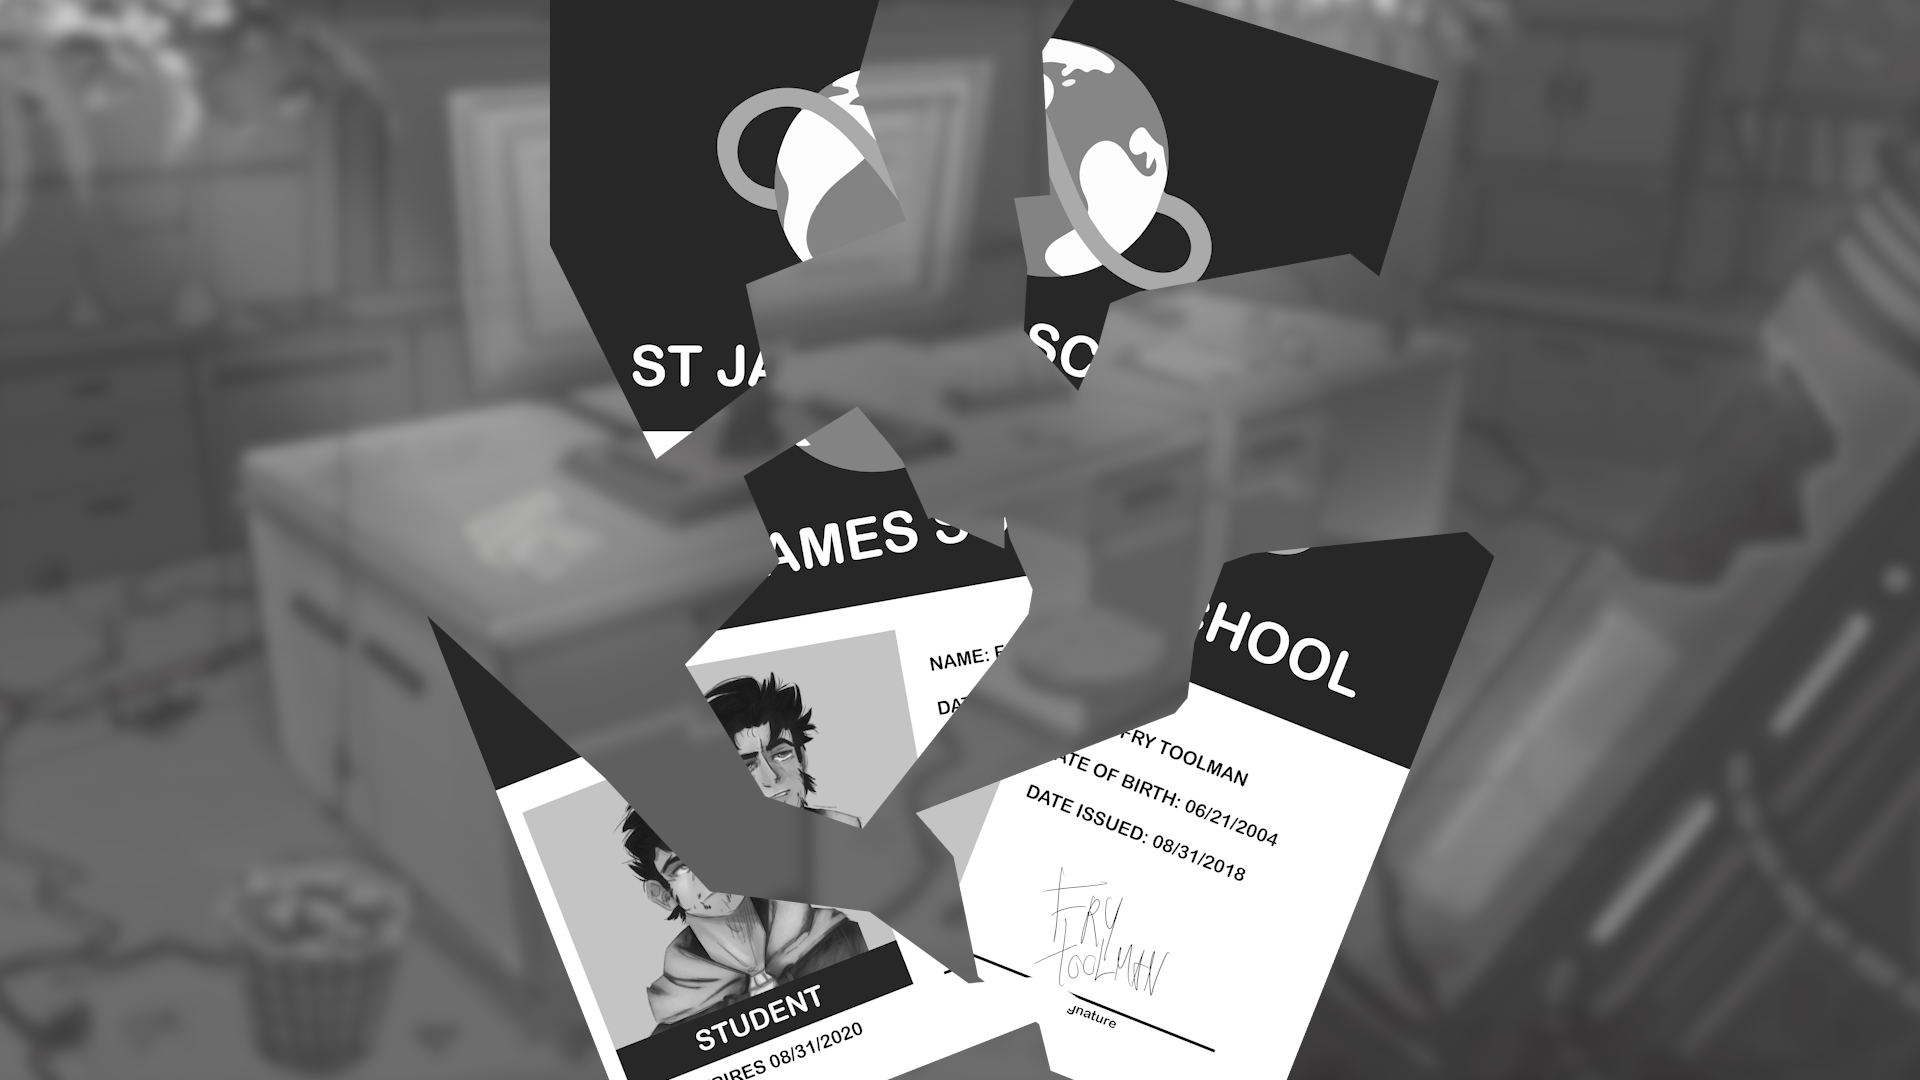 ST JA
SC
AMES S
CHOOL
NAME: F
DAT
FRY TOOLMAN
ATE OF BIRTH: 06/21/2004
DATE ISSUED: 08/31/2018
FRY
TOOLMAN
gnature
STUDENT
PIRES 08/31/2020